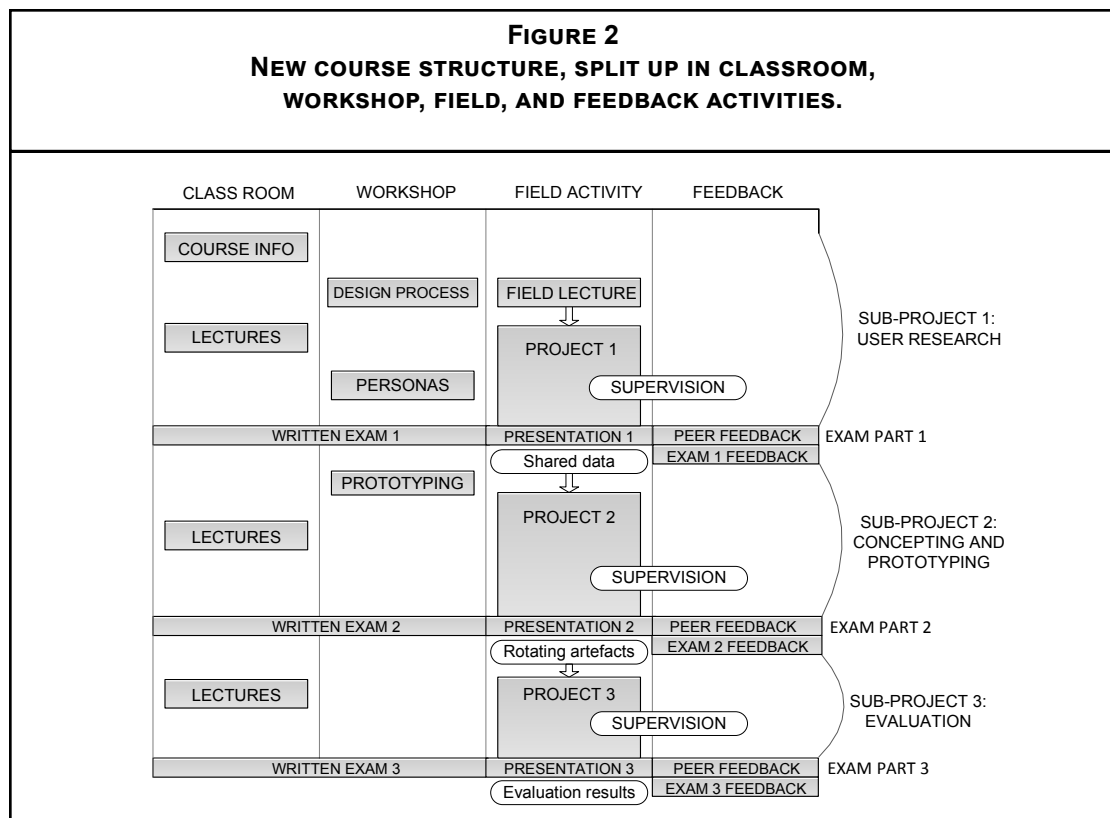 FIGURE 2
NEW COURSE STRUCTURE, SPLIT UP IN CLASSROOM,
WORKSHOP, FIELD, AND FEEDBACK ACTIVITIES.
CLASS ROOM WORKSHOP FIELD ACTIVITY FEEDBACK
COURSE INFO
DESIGN PROCESS FIELD LECTURE
LECTURES
PROJECT 1
SUB-PROJECT 1:
USER RESEARCH
PERSONAS
SUPERVISION
WRITTEN EXAM 1 PRESENTATION 1 PEER FEEDBACK EXAM PART 1
Shared data EXAM 1 FEEDBACK
PROTOTYPING
PROJECT 2
LECTURES
SUB-PROJECT 2:
CONCEPTING AND
PROTOTYPING
SUPERVISION
WRITTEN EXAM 2 PRESENTATION 2 PEER FEEDBACK EXAM PART 2
Rotating artefacts EXAM 2 FEEDBACK
LECTURES
PROJECT 3
SUB-PROJECT 3:
EVALUATION
SUPERVISION
WRITTEN EXAM 3 PRESENTATION 3 PEER FEEDBACK EXAM PART 3
Evaluation results EXAM 3 FEEDBACK